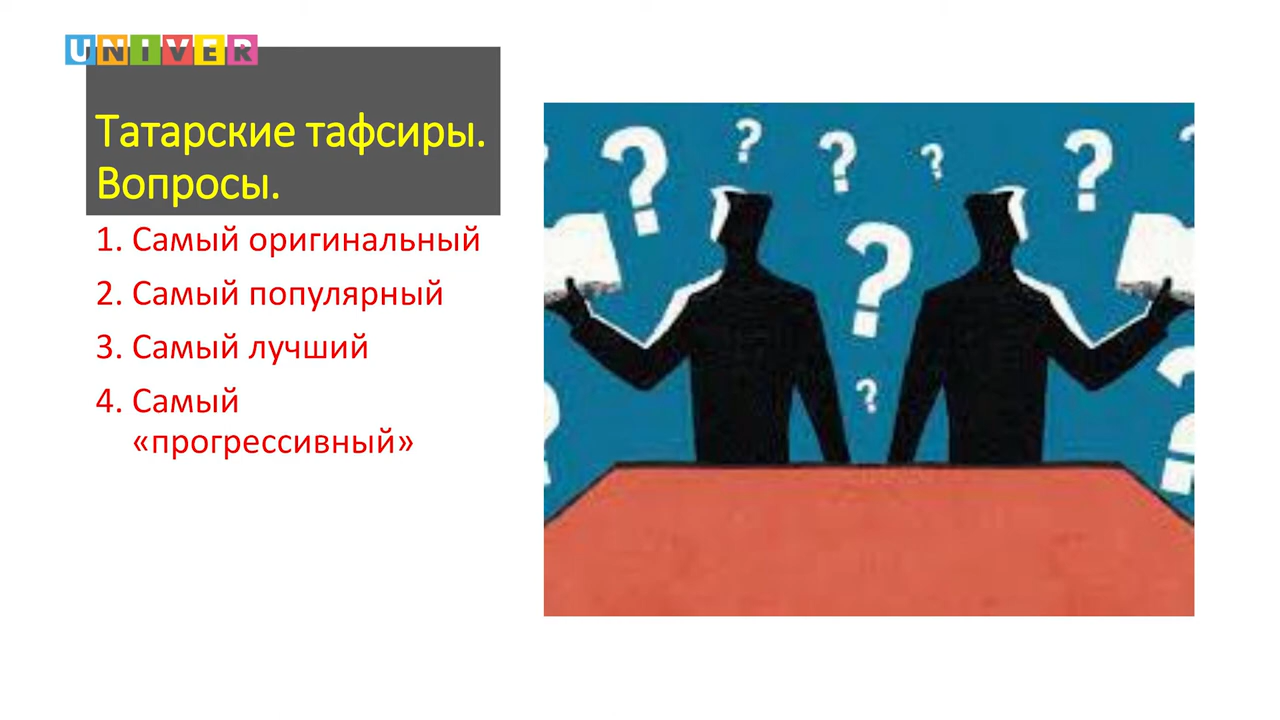 UNIVER
Татарские тафсиры.
Вопросы.
1. Самый оригинальный
2. Самый популярный
3. Самый лучший
4. Самый
«прогрессивный»
? ? ? ? ?
?
?